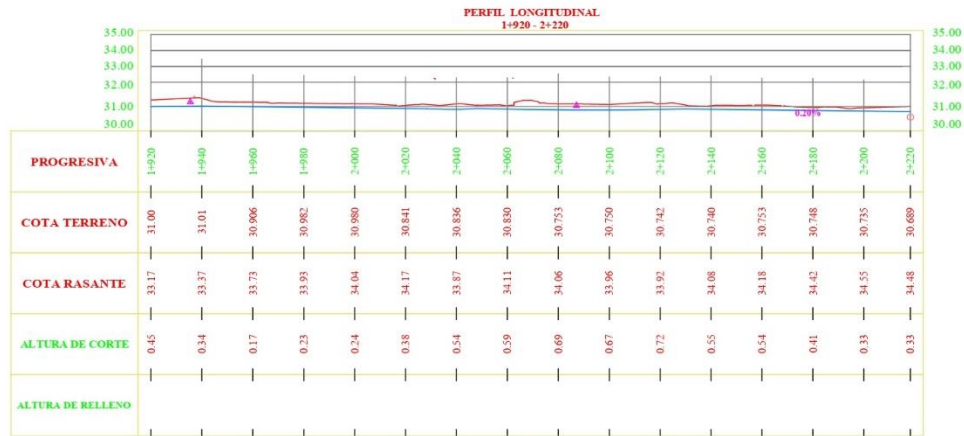 PERFIL LONGITUDINAL
1+920 - 2+220
35.00 35.00
34.00 34.00
33.00 33.00
32.00 32.00
31.00 31.00
30.00 30.00
0.20%
PROGRESIVA 1+920 1+940 1+960 1+980 2+000 2+020 2+040 2+060 2+080 2+100 2+120 2+140 2+160 2+180 2+200 2+220
COTA TERRENO 31.00 31.01 30.906 30.982 30.980 30.841 30.836 30.830 30.753 30.750 30.742 30.740 30.753 30.748 30.735 30.689
COTA RASANTE 33.17 33.37 33.73 33.93 34.04 34.17 33.87 34.11 34.06 33.96 33.92 34.08 34.18 34.42 34.55 34.48
ALTURA DE CORTE 0.45 0.34 0.17 0.23 0.24 0.38 0.54 0.59 0.69 0.67 0.72 0.55 0.54 0.41 0.33 0.33
ALTURA DE RELLENO